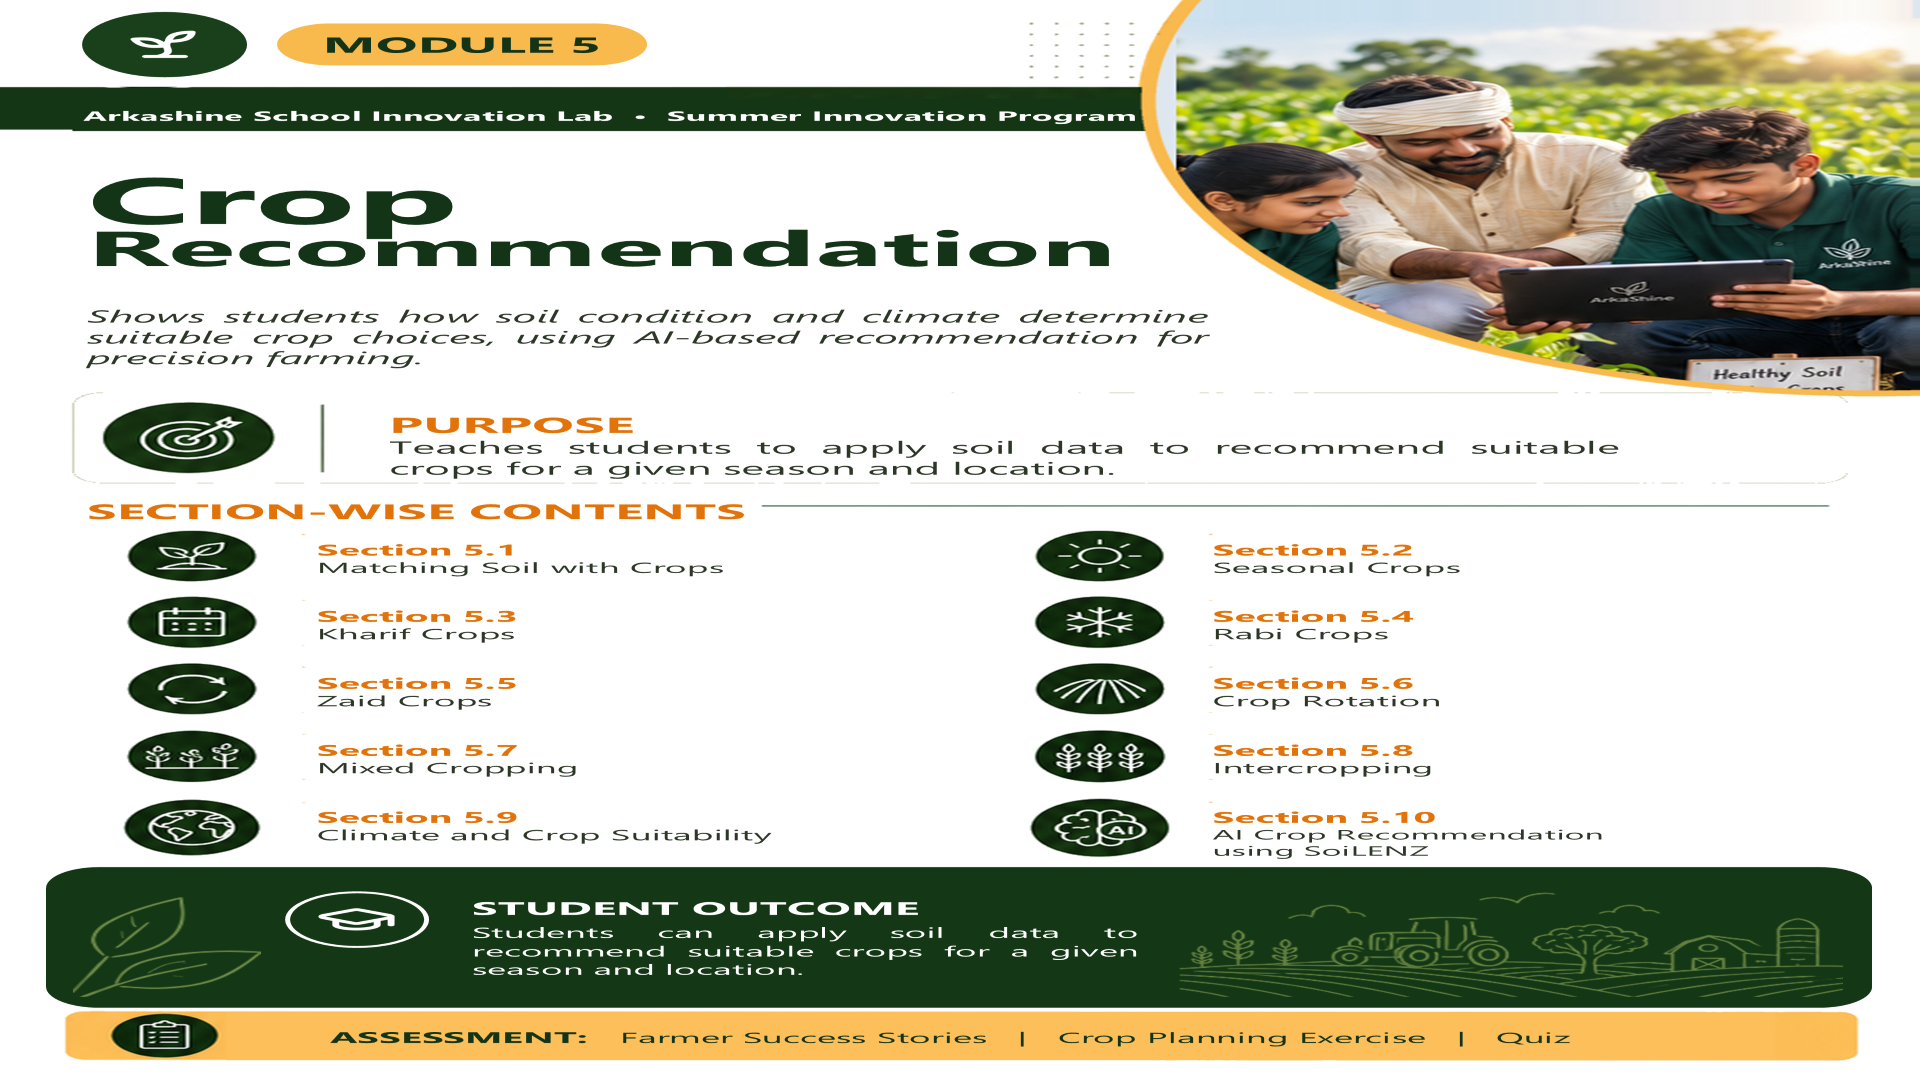 MODULE 5
Arkashine School Innovation Lab • Summer Innovation Program
Crop
Recommendation
Shows students how soil condition and climate determine
suitable crop choices, using AI-based recommendation for
precision farming.
ArkaShine
ArkaShine
Healthy Soil
PURPOSE
Teaches students to apply soil data to recommend suitable
crops for a given season and location.
SECTION-WISE CONTENTS
Section 5.1
Matching Soil with Crops
Section 5.2
Seasonal Crops
Section 5.3
Kharif Crops
Section 5.4
Rabi Crops
Section 5.5
Zaid Crops
Section 5.6
Crop Rotation
Section 5.7
Mixed Cropping
Section 5.8
Intercropping
Section 5.9
Climate and Crop Suitability
Section 5.10
AI Crop Recommendation
using SoiLENZ
AI
STUDENT OUTCOME
Students can apply soil data to
recommend suitable crops for a given
season and location.
ASSESSMENT: Farmer Success Stories | Crop Planning Exercise | Quiz